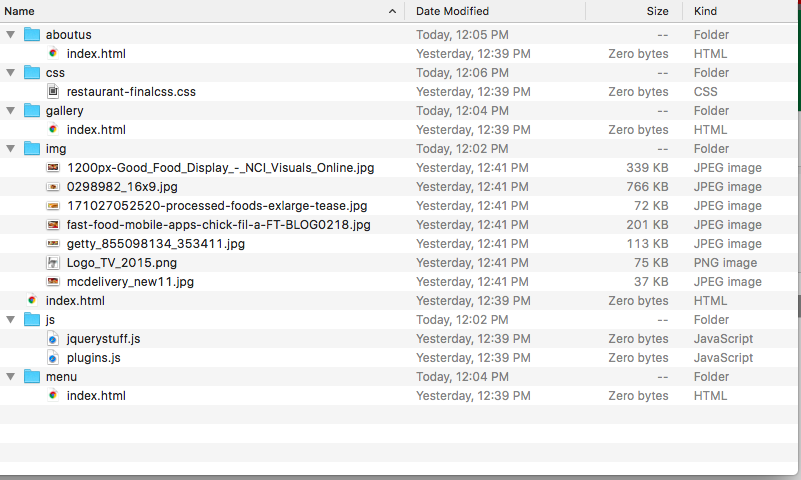 Name Date Modified Size Kind
aboutus Today, 12:05 PM -- Folder
index.html Yesterday, 12:39 PM Zero bytes HTML
css Today, 12:06 PM -- Folder
restaurant-finalcss.css Yesterday, 12:39 PM Zero bytes CSS
gallery Today, 12:04 PM -- Folder
index.html Yesterday, 12:39 PM Zero bytes HTML
img Today, 12:02 PM -- Folder
1200px-Good_Food_Display_-_NCI_Visuals_Online.jpg Yesterday, 12:41 PM 339 KB JPEG image
0298982_16x9.jpg Yesterday, 12:41 PM 766 KB JPEG image
171027052520-processed-foods-exlarge-tease.jpg Yesterday, 12:41 PM 72 KB JPEG image
fast-food-mobile-apps-chick-fil-a-FT-BLOG0218.jpg Yesterday, 12:41 PM 201 KB JPEG image
getty_855098134_353411.jpg Yesterday, 12:41 PM 113 KB JPEG image
Logo_TV_2015.png Yesterday, 12:41 PM 75 KB PNG image
mcdelivery_new11.jpg Yesterday, 12:41 PM 37 KB JPEG image
index.html Yesterday, 12:39 PM Zero bytes HTML
js Today, 12:02 PM -- Folder
jquerystuff.js Yesterday, 12:39 PM Zero bytes JavaScript
plugins.js Yesterday, 12:39 PM Zero bytes JavaScript
menu Today, 12:04 PM -- Folder
index.html Yesterday, 12:39 PM Zero bytes HTML